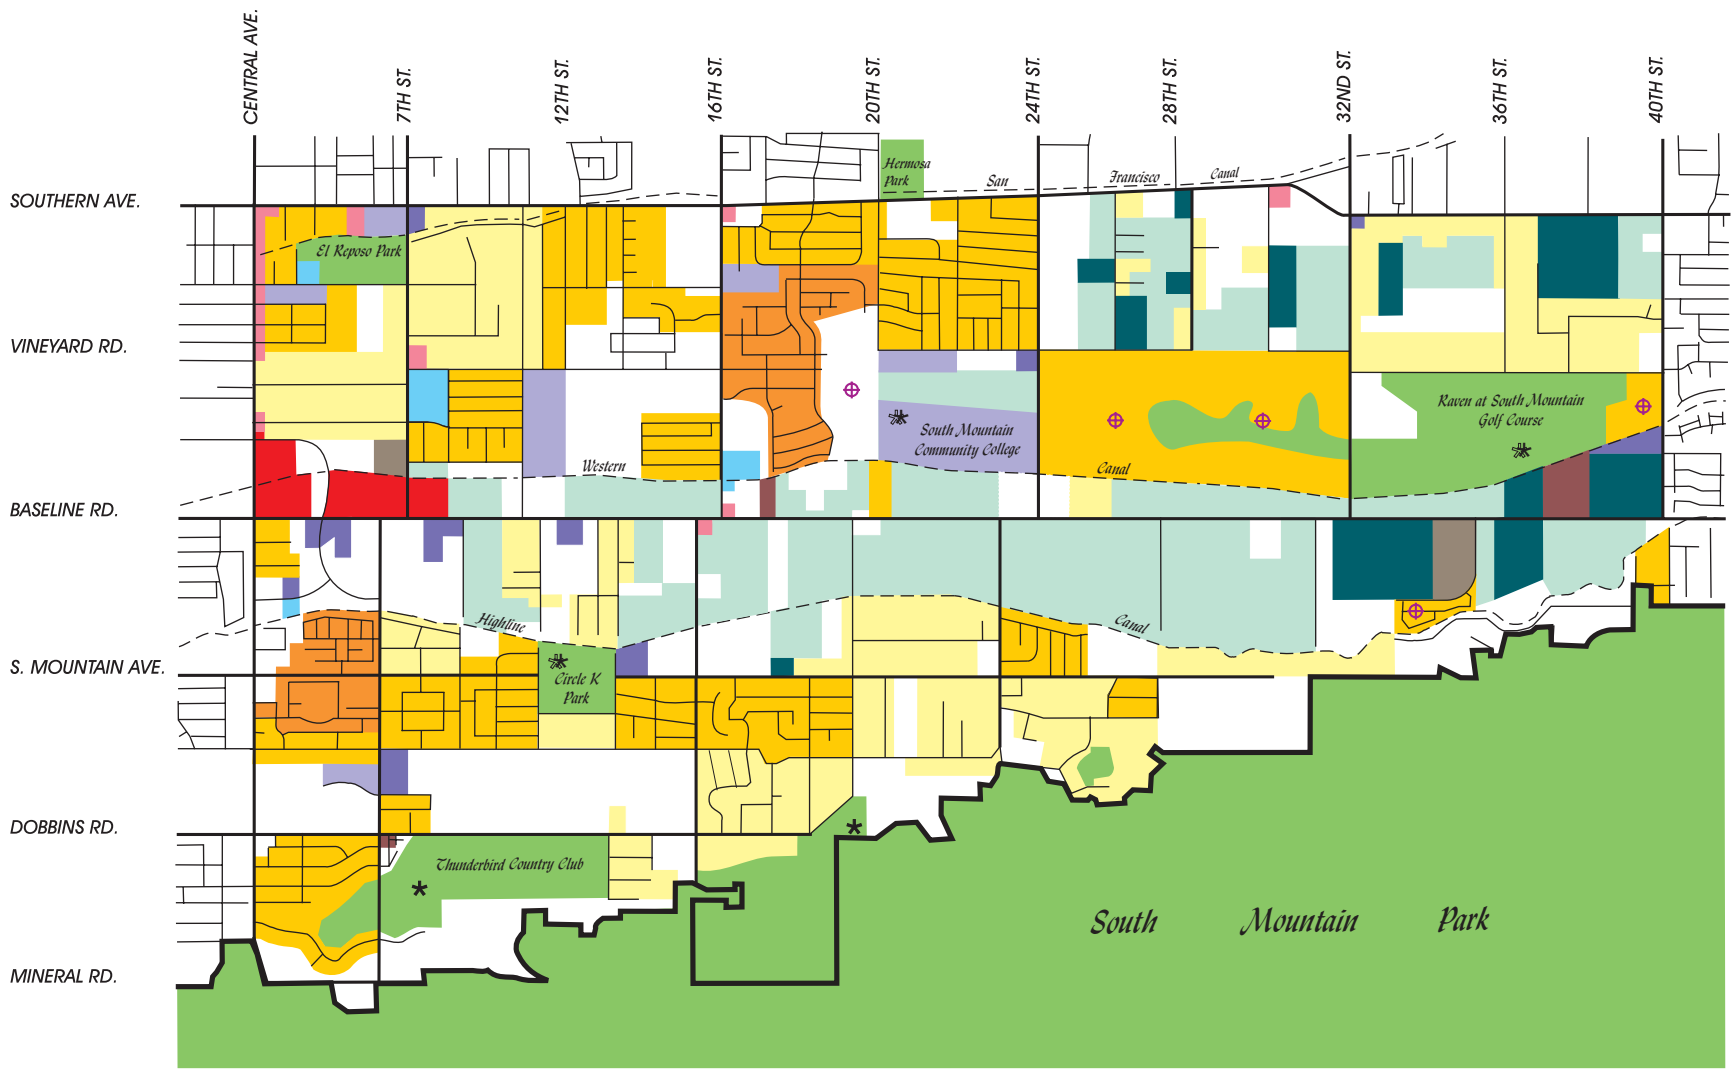 CENTRAL AVE.
7TH ST.
12TH ST.
16TH ST.
20TH ST.
24TH ST.
28TH ST.
32ND ST.
36TH ST.
40TH ST.
SOUTHERN AVE.
VINEYARD RD.
BASELINE RD.
S. MOUNTAIN AVE.
DOBBINS RD.
MINERAL RD.
Hermosa
Park
San Francisco Canal
El Reposo Park
Raven at South Mountain
Golf Course
South Mountain
Community College
Western Canal
Highline Canal
Circle K
Park
Thunderbird Country Club
South Mountain Park